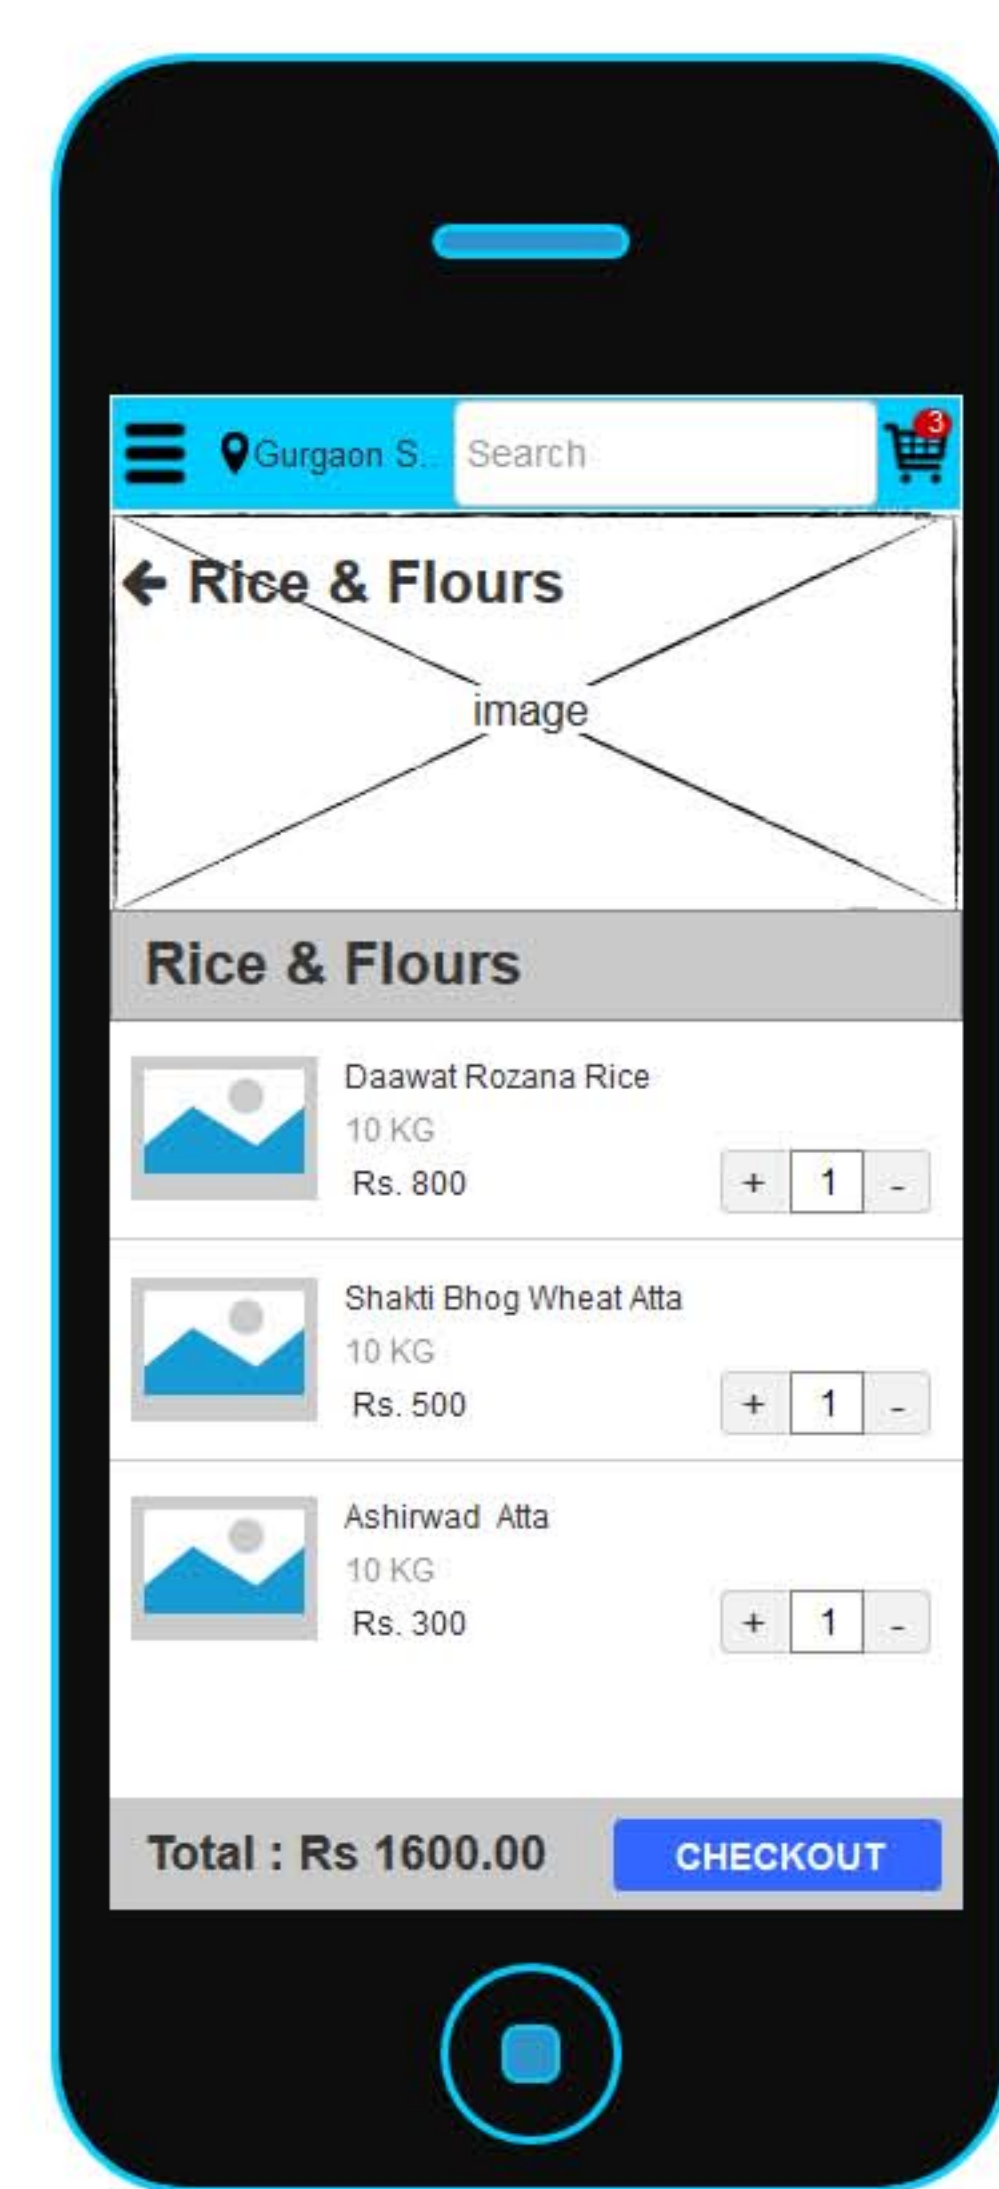 Gurgaon S.. Search 3
Rice & Flours
image
Rice & Flours
Daawat Rozana Rice
10 KG
Rs. 800
+ 1 -
Shakti Bhog Wheat Atta
10 KG
Rs. 500
+ 1 -
Ashirwad Atta
10 KG
Rs. 300
+ 1 -
Total : Rs 1600.00 CHECKOUT